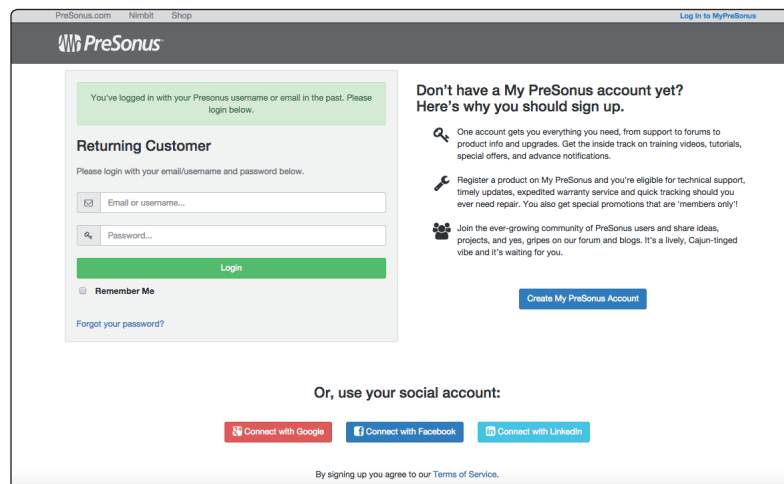 PreSonus.com Nimbit Shop Log In to MyPreSonus
PreSonus
You've logged in with your Presonus username or email in the past. Please
login below.
Returning Customer
Please login with your email/username and password below.
Email or username...
Password...
Login
Remember Me
Forgot your password?
Don't have a My PreSonus account yet?
Here's why you should sign up.
One account gets you everything you need, from support to forums to
product info and upgrades. Get the inside track on training videos, tutorials,
special offers, and advance notifications.
Register a product on My PreSonus and you're eligible for technical support,
timely updates, expedited warranty service and quick tracking should you
ever need repair. You also get special promotions that are 'members only'!
Join the ever-growing community of PreSonus users and share ideas,
projects, and yes, gripes on our forum and blogs. It's a lively, Cajun-tinged
vibe and it's waiting for you.
Create My PreSonus Account
Or, use your social account:
Connect with Google
Connect with Facebook
Connect with LinkedIn
By signing up you agree to our Terms of Service.